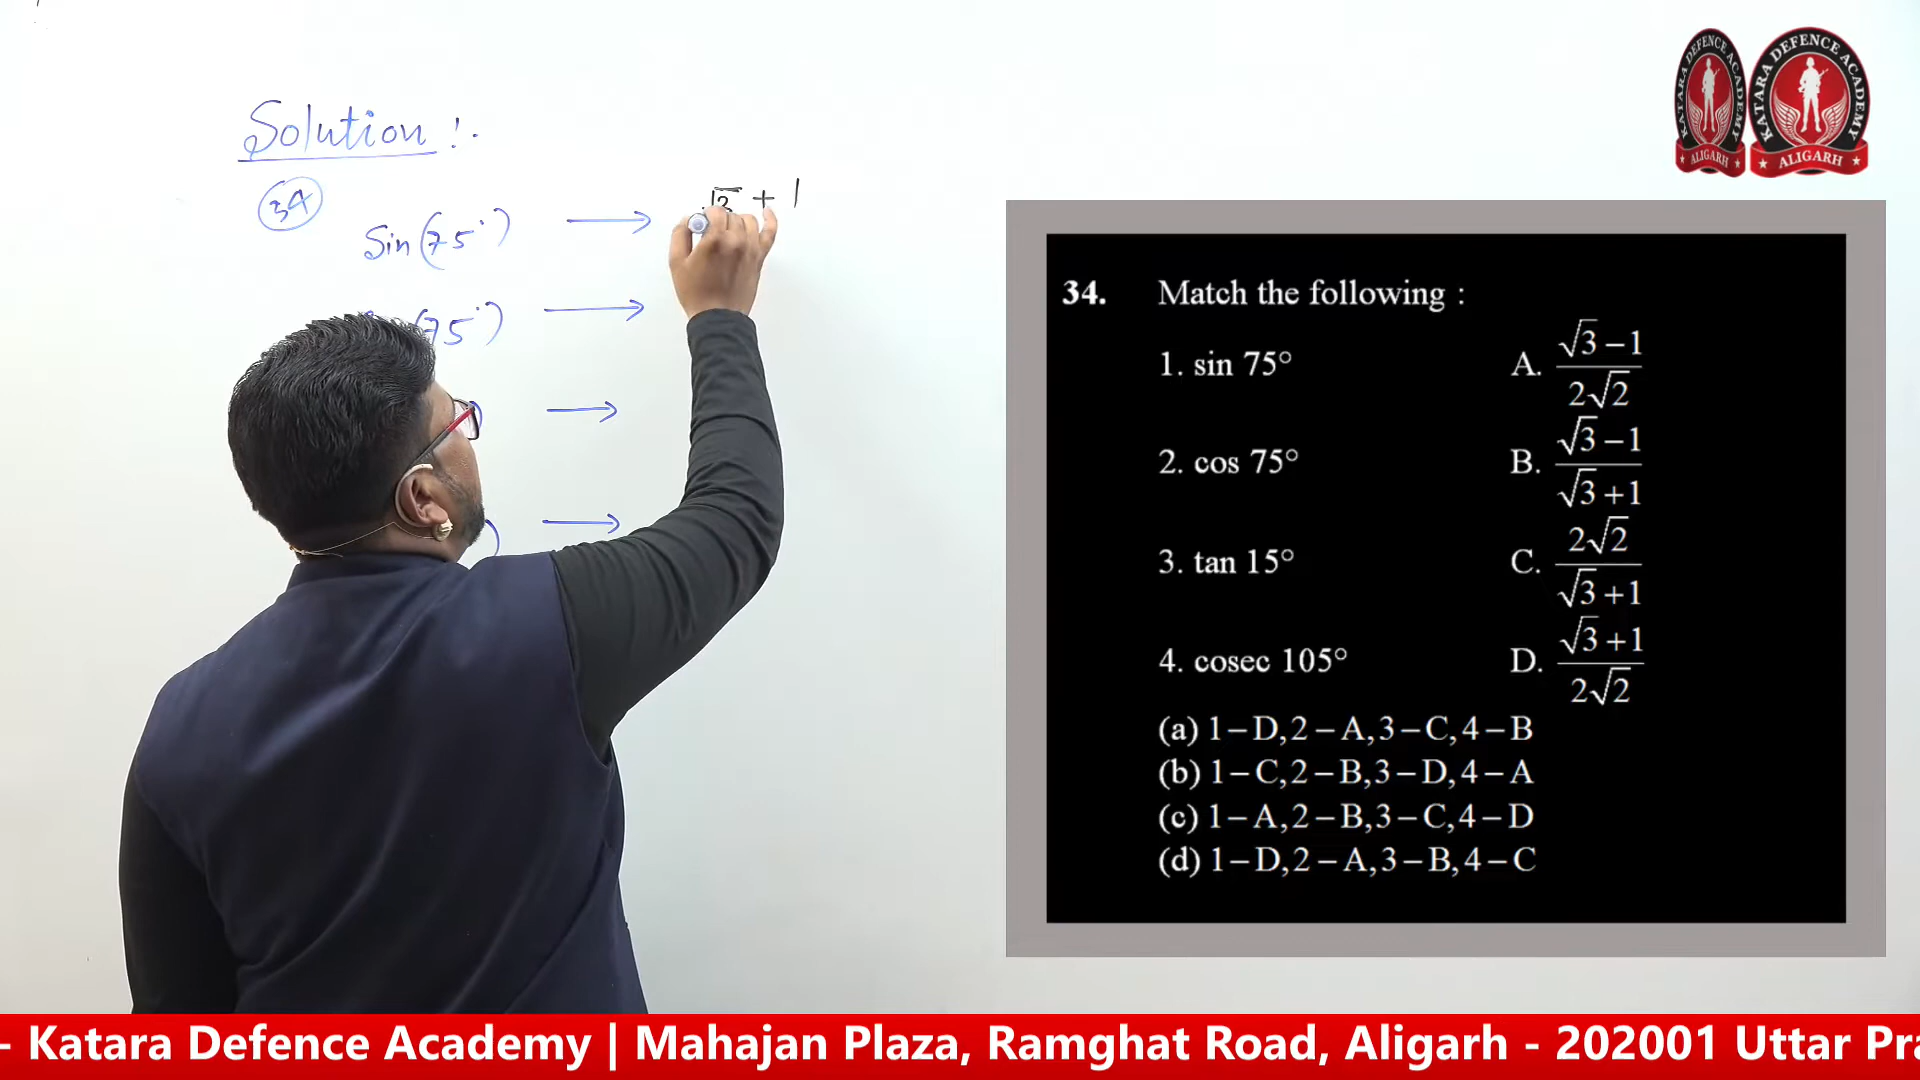 Solution :-
34
Sin(75°) → √3 + 1
(75°) →
→
→
KATARA DEFENCE ACADEMY
ALIGARH
KATARA DEFENCE ACADEMY
★ ALIGARH ★
34. Match the following :
1. sin 75° A. (√3 − 1)/(2√2)
2. cos 75° B. (√3 − 1)/(√3 + 1)
3. tan 15° C. (2√2)/(√3 + 1)
4. cosec 105° D. (√3 + 1)/(2√2)
(a) 1 – D, 2 – A, 3 – C, 4 – B
(b) 1 – C, 2 – B, 3 – D, 4 – A
(c) 1 – A, 2 – B, 3 – C, 4 – D
(d) 1 – D, 2 – A, 3 – B, 4 – C
- Katara Defence Academy | Mahajan Plaza, Ramghat Road, Aligarh - 202001 Uttar Pra